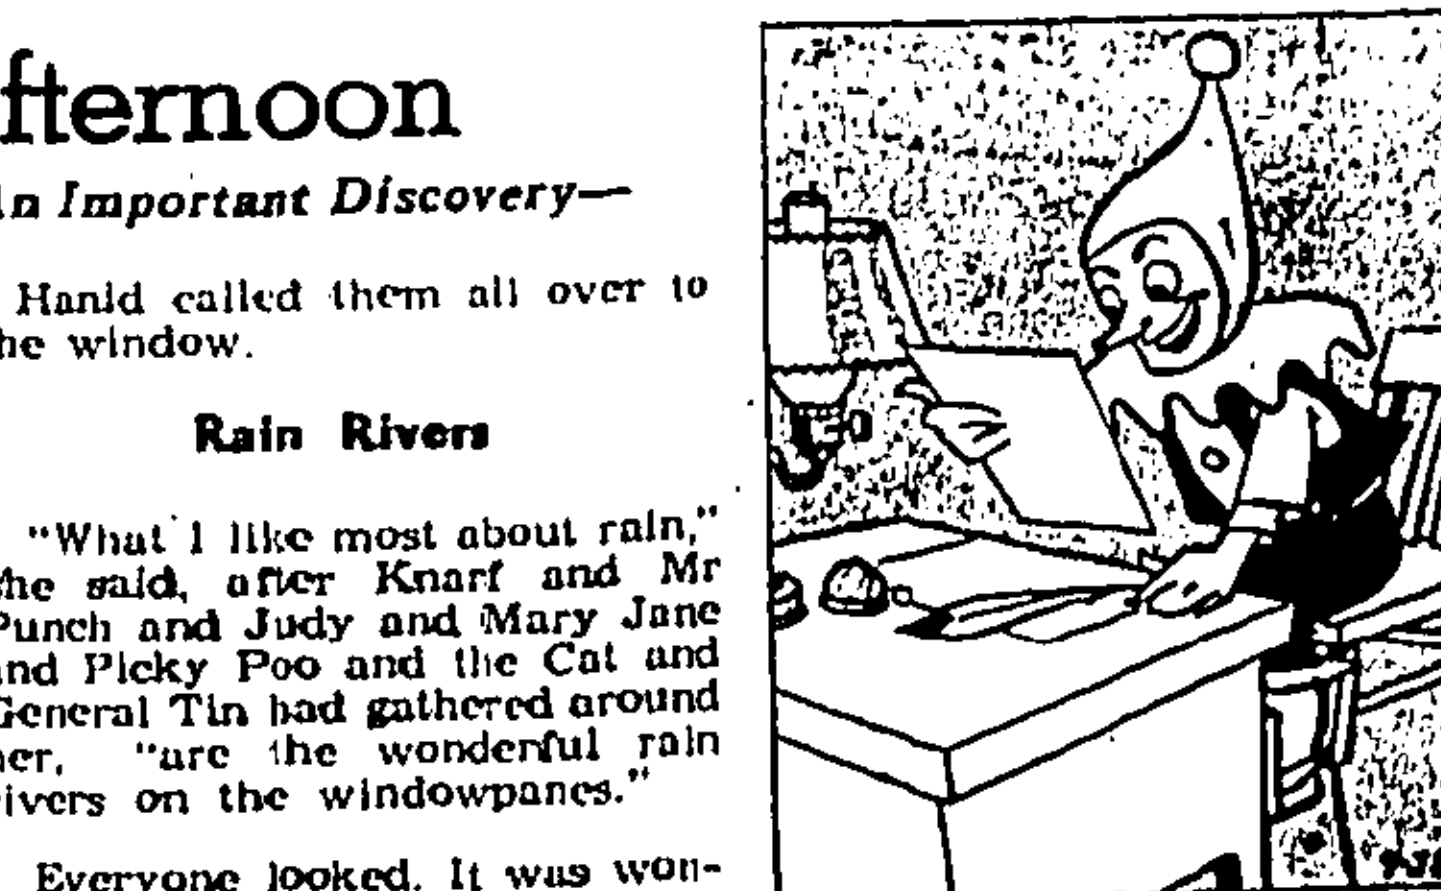 fternoon
n Important Discovery—
Hanid called them all over to
he window.
Rain Rivers
"What I like most about rain,"
he said, after Knarf and Mr
Punch and Judy and Mary Jane
nd Picky Poo and the Cat and
General Tin had gathered around
her, "are the wonderful rain
ivers on the windowpanes."
Everyone looked. It was won-